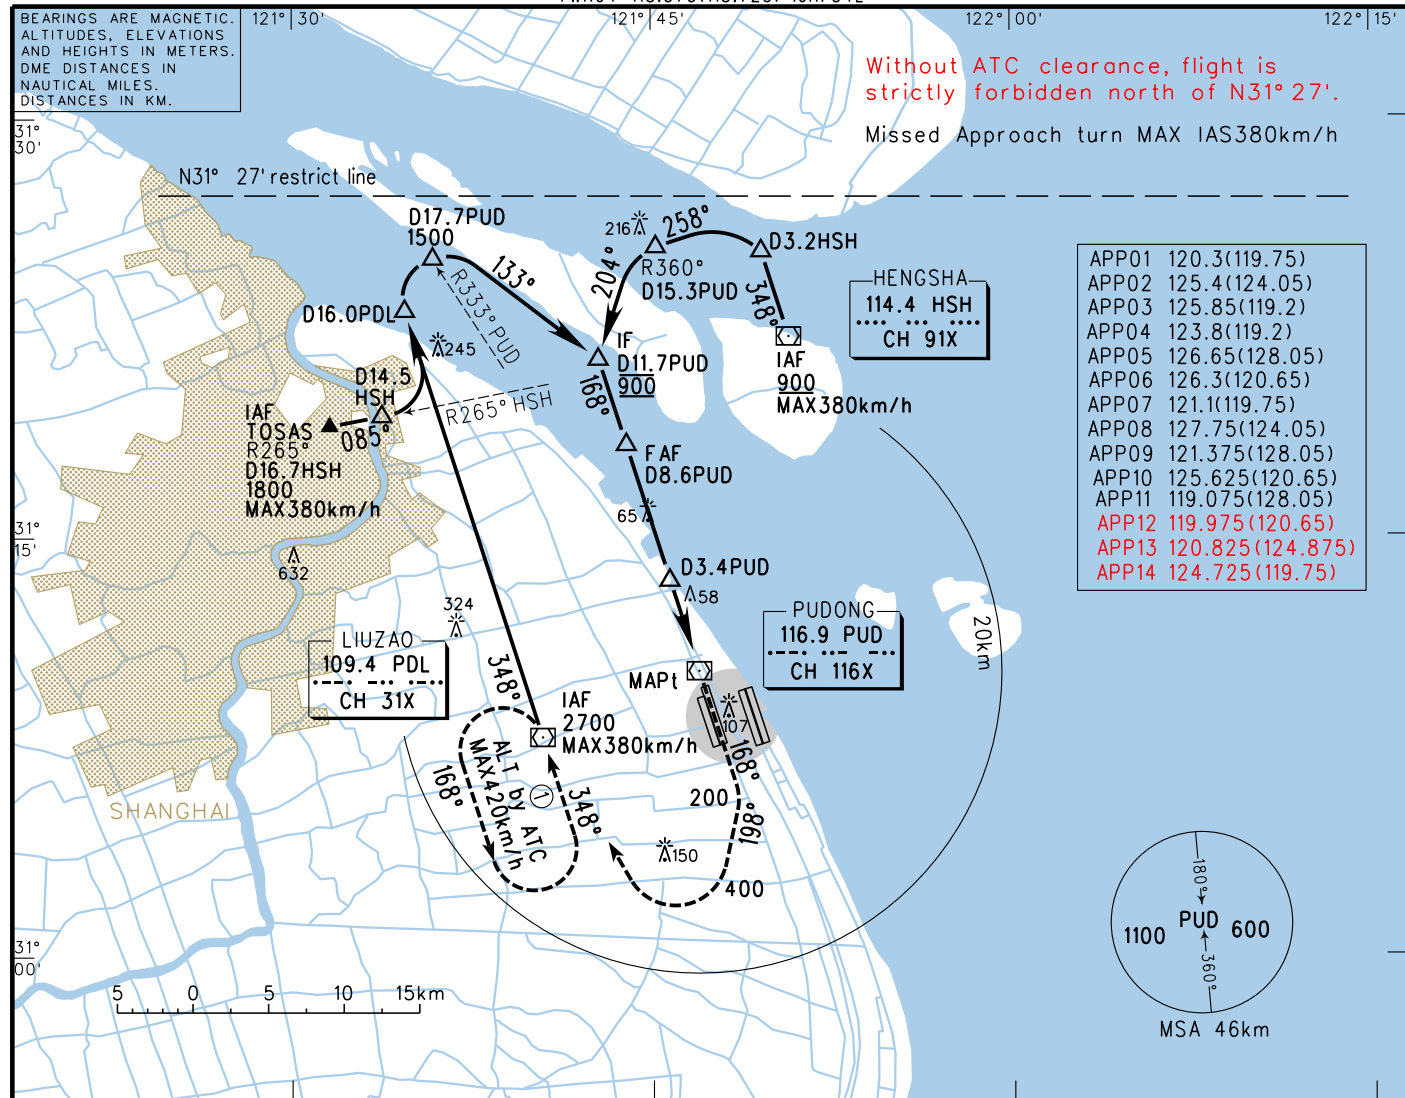 BEARINGS ARE MAGNETIC.
ALTITUDES, ELEVATIONS
AND HEIGHTS IN METERS.
DME DISTANCES IN
NAUTICAL MILES.
DISTANCES IN KM.
121° 30'
121° 45'
122° 00'
122° 15'
Without ATC clearance, flight is
strictly forbidden north of N31° 27'.
Missed Approach turn MAX IAS380km/h
31°
30'
N31° 27' restrict line
D17.7PUD
1500
216
258°
D3.2HSH
204°
R360°
D15.3PUD
348°
133°
R333° PUD
D16.0PDL
245
HENGSHA
114.4 HSH
CH 91X
IAF
900
MAX380km/h
IF
D11.7PUD
900
168°
D14.5
HSH
R265° HSH
085°
IAF
TOSAS
R265°
D16.7HSH
1800
MAX380km/h
FAF
D8.6PUD
65
APP01 120.3(119.75)
APP02 125.4(124.05)
APP03 125.85(119.2)
APP04 123.8(119.2)
APP05 126.65(128.05)
APP06 126.3(120.65)
APP07 121.1(119.75)
APP08 127.75(124.05)
APP09 121.375(128.05)
APP10 125.625(120.65)
APP11 119.075(128.05)
APP12 119.975(120.65)
APP13 120.825(124.875)
APP14 124.725(119.75)
31°
15'
632
D3.4PUD
58
324
LIUZAO
109.4 PDL
CH 31X
PUDONG
116.9 PUD
CH 116X
20km
MAPt
348°
IAF
2700
MAX380km/h
107
168°
ALT by ATC
MAX420km/h
168°
1
348°
200
198°
150
400
SHANGHAI
31°
00'
5 0 5 10 15km
180°
1100 PUD 600
360°
MSA 46km